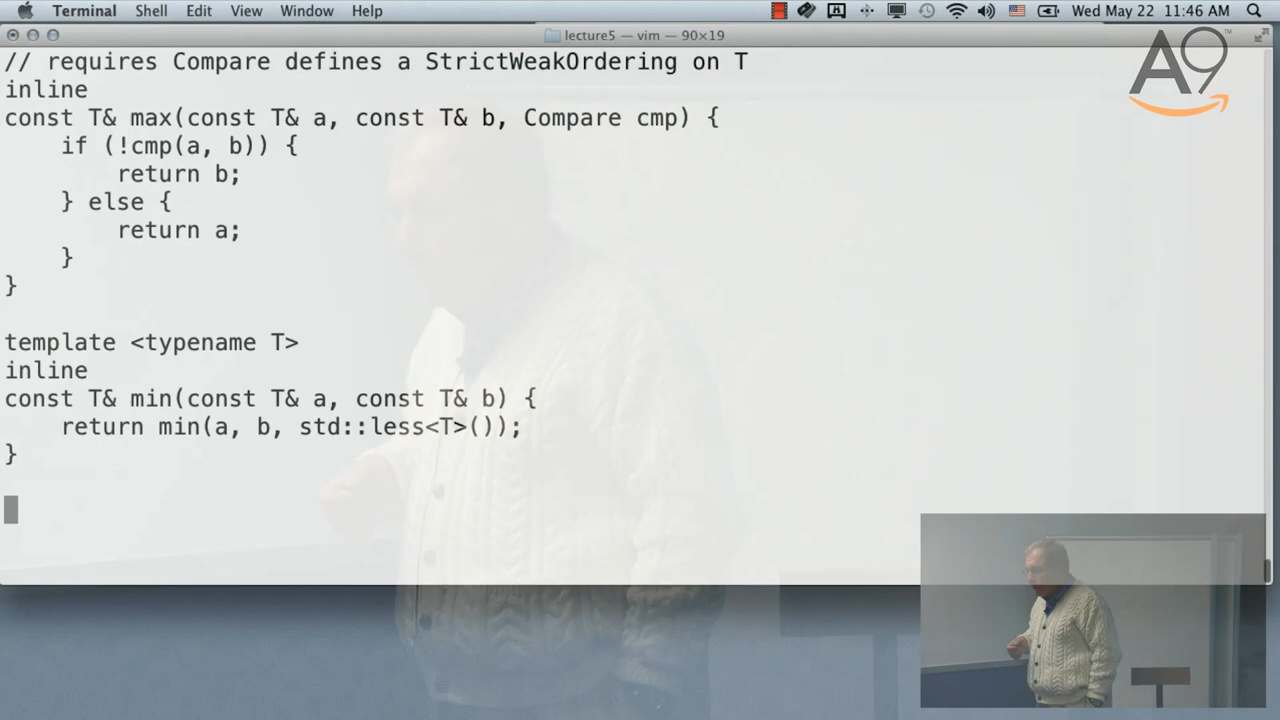 Terminal Shell Edit View Window Help Wed May 22 11:46 AM
lecture5 — vim — 90×19
// requires Compare defines a StrictWeakOrdering on T
inline
const T& max(const T& a, const T& b, Compare cmp) {
    if (!cmp(a, b)) {
        return b;
    } else {
        return a;
    }
}
template <typename T>
inline
const T& min(const T& a, const T& b) {
    return min(a, b, std::less<T>());
}
A9™